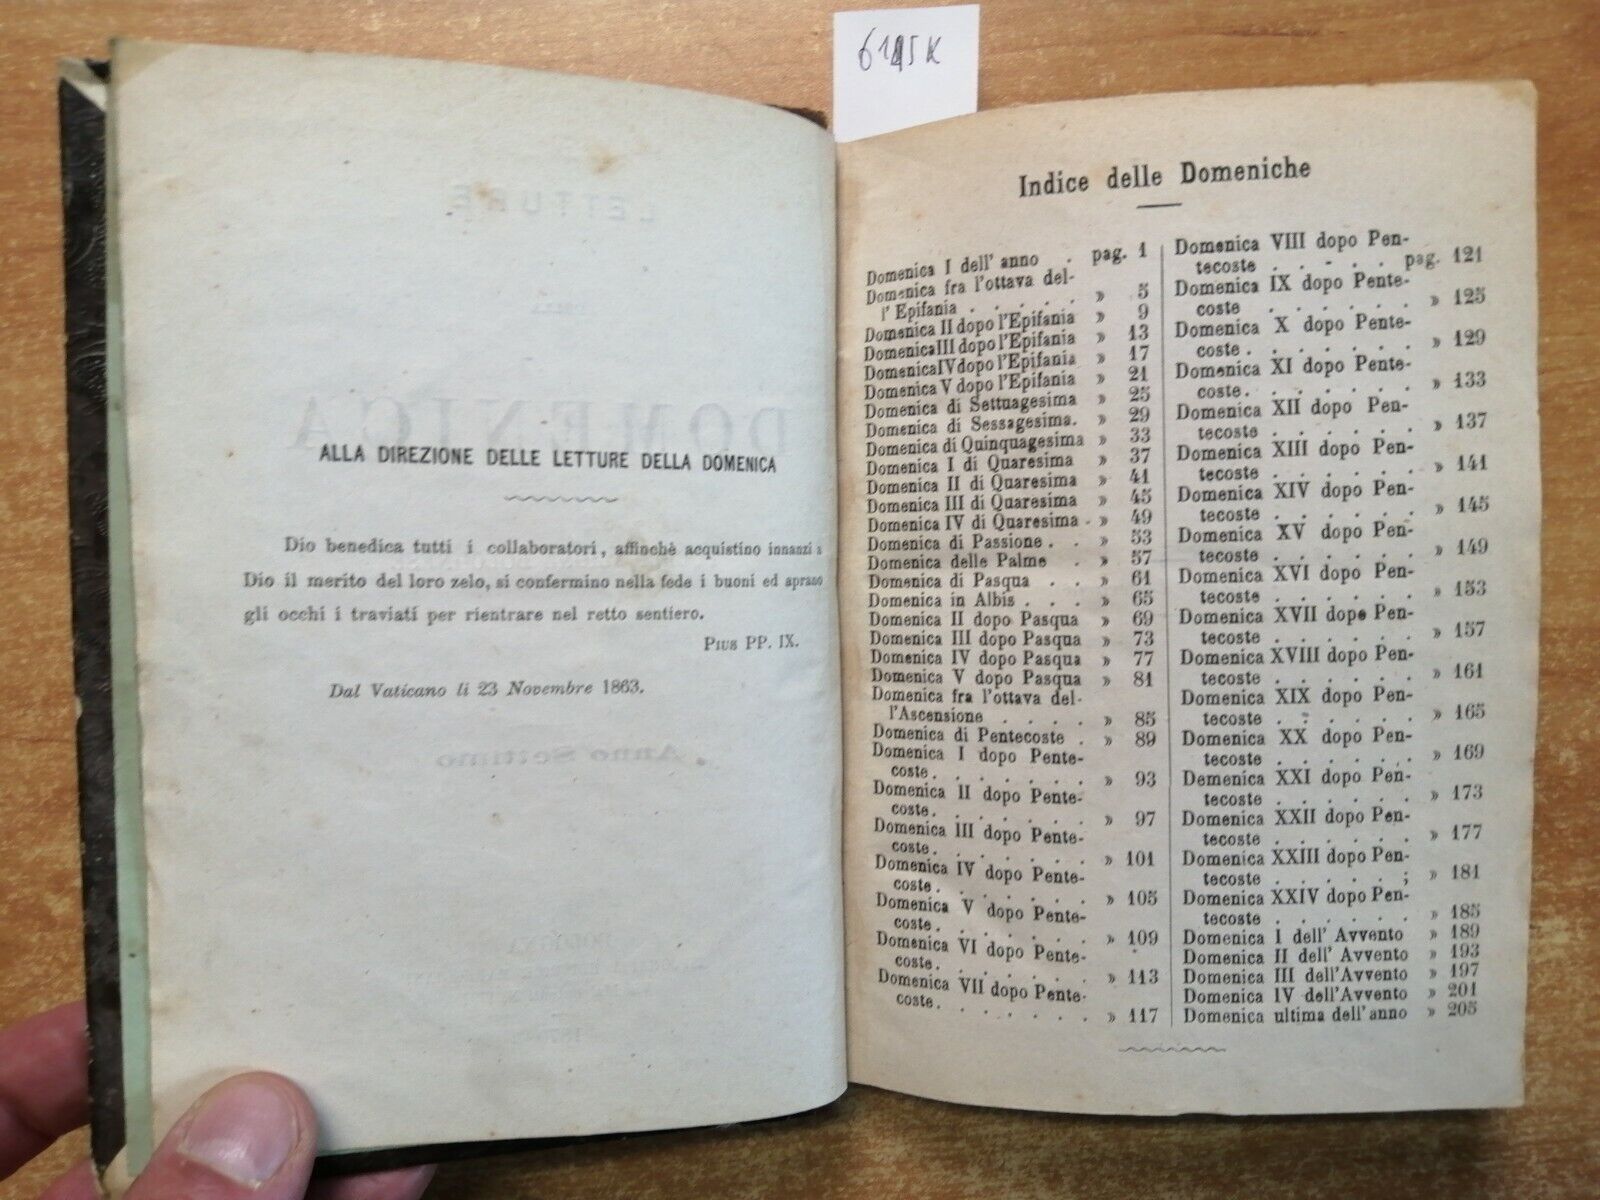 6145K
ALLA DIREZIONE DELLE LETTURE DELLA DOMENICA
Dio benedica tutti i collaboratori, affinchè acquistino innanzi a
Dio il merito del loro zelo, si confermino nella fede i buoni ed aprano
gli occhi i traviati per rientrare nel retto sentiero.
Pius PP. IX.
Dal Vaticano li 23 Novembre 1863.
LETTURE
DELLA
DOMENICA
Anno Settimo
BOLOGNA
Indice delle Domeniche
Domenica I dell' anno . pag. 1
Domenica fra l'ottava del-
l' Epifania . . . . . » 5
Domenica II dopo l'Epifania » 9
Domenica III dopo l'Epifania » 13
Domenica IV dopo l'Epifania » 17
Domenica V dopo l'Epifania » 21
Domenica di Settuagesima » 25
Domenica di Sessagesima. » 29
Domenica di Quinquagesima » 33
Domenica I di Quaresima » 37
Domenica II di Quaresima » 41
Domenica III di Quaresima » 45
Domenica IV di Quaresima - » 49
Domenica di Passione . . » 53
Domenica delle Palme . » 57
Domenica di Pasqua . . » 61
Domenica in Albis . . . » 65
Domenica II dopo Pasqua » 69
Domenica III dopo Pasqua » 73
Domenica IV dopo Pasqua » 77
Domenica V dopo Pasqua » 81
Domenica fra l'ottava del-
l'Ascensione . . . . » 85
Domenica di Pentecoste . » 89
Domenica I dopo Pente-
coste. . . . . . . » 93
Domenica II dopo Pente-
coste. . . . . . . » 97
Domenica III dopo Pente-
coste. . . . . . . » 101
Domenica IV dopo Pente-
coste. . . . . . . » 105
Domenica V dopo Pente-
coste. . . . . . . » 109
Domenica VI dopo Pente-
coste. . . . . . . » 113
Domenica VII dopo Pente-
coste. . . . . . . » 117
Domenica VIII dopo Pen-
tecoste . . . . . pag. 121
Domenica IX dopo Pente-
coste . . . . . . » 125
Domenica X dopo Pente-
coste. . . . . . . » 129
Domenica XI dopo Pente-
coste. . . . . . . » 133
Domenica XII dopo Pen-
tecoste . . . . . . » 137
Domenica XIII dopo Pen-
tecoste . . . . . . » 141
Domenica XIV dopo Pen-
tecoste . . . . . . » 145
Domenica XV dopo Pen-
tecoste . . . . . . » 149
Domenica XVI dopo Pen-
tecoste . . . . . . » 153
Domenica XVII dopo Pen-
tecoste . . . . . . » 157
Domenica XVIII dopo Pen-
tecoste . . . . . . » 161
Domenica XIX dopo Pen-
tecoste . . . . . . » 165
Domenica XX dopo Pen-
tecoste . . . . . . » 169
Demenica XXI dopo Pen-
tecoste . . . . . . » 173
Domenica XXII dopo Pen-
tecoste . . . . . . » 177
Domenica XXIII dopo Pen-
tecoste . . . . . ; » 181
Domenica XXIV dopo Pen-
tecoste . . . . . . » 185
Domenica I dell' Avvento » 189
Domenica II dell' Avvento » 193
Domenica III dell'Avvento » 197
Domenica IV dell'Avvento » 201
Domenica ultima dell'anno » 205